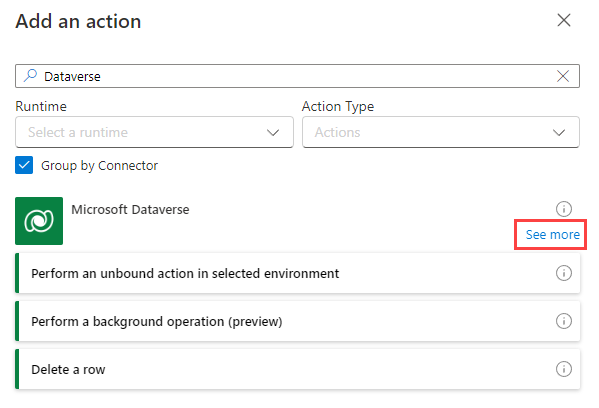 Add an action
Dataverse
Runtime
Action Type
Select a runtime
Actions
Group by Connector
Microsoft Dataverse
See more
Perform an unbound action in selected environment
Perform a background operation (preview)
Delete a row